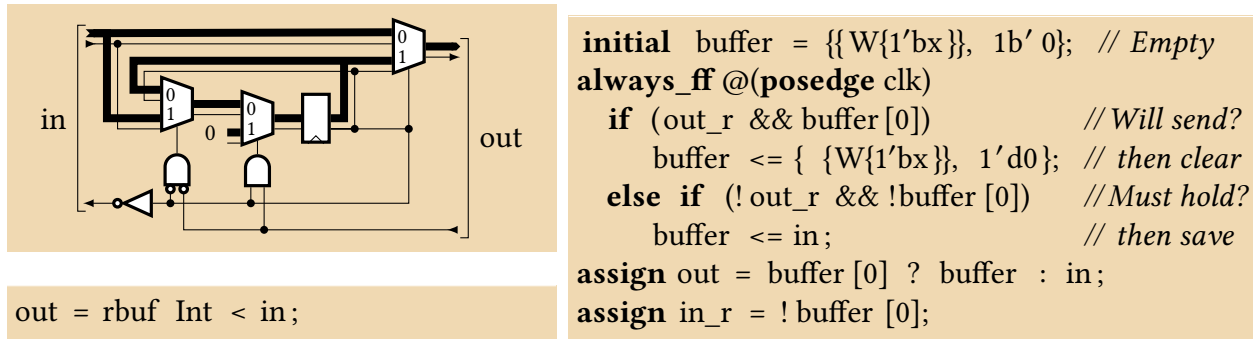 in
0
1
0
1
0
1
0
out
out = rbuf Int < in;
initial buffer = {{W{1′bx}}, 1b′ 0}; // Empty
always_ff @(posedge clk)
if (out_r && buffer[0]) // Will send?
buffer <= { {W{1′bx}}, 1′d0}; // then clear
else if (!out_r && !buffer[0]) // Must hold?
buffer <= in; // then save
assign out = buffer[0] ? buffer : in;
assign in_r = !buffer[0];